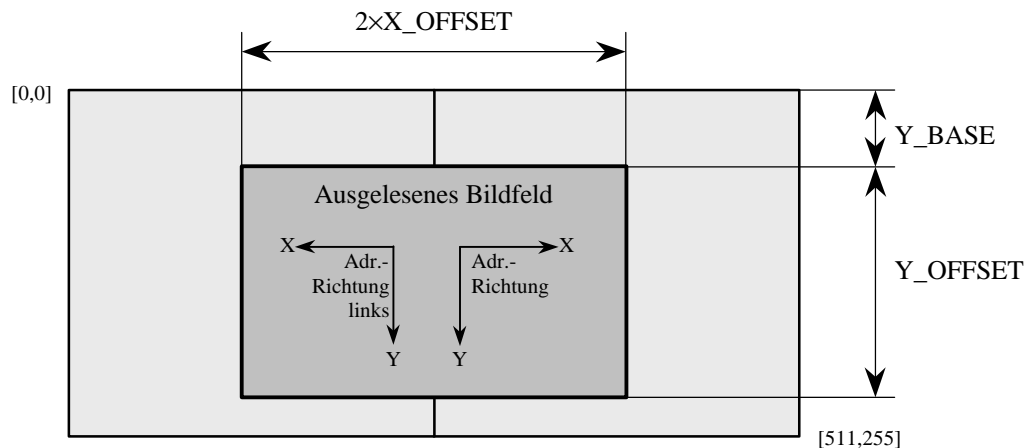 2×X_OFFSET
[0,0]
Y_BASE
Ausgelesenes Bildfeld
X
X
Adr.-
Richtung
links
Adr.-
Richtung
Y_OFFSET
Y
Y
[511,255]